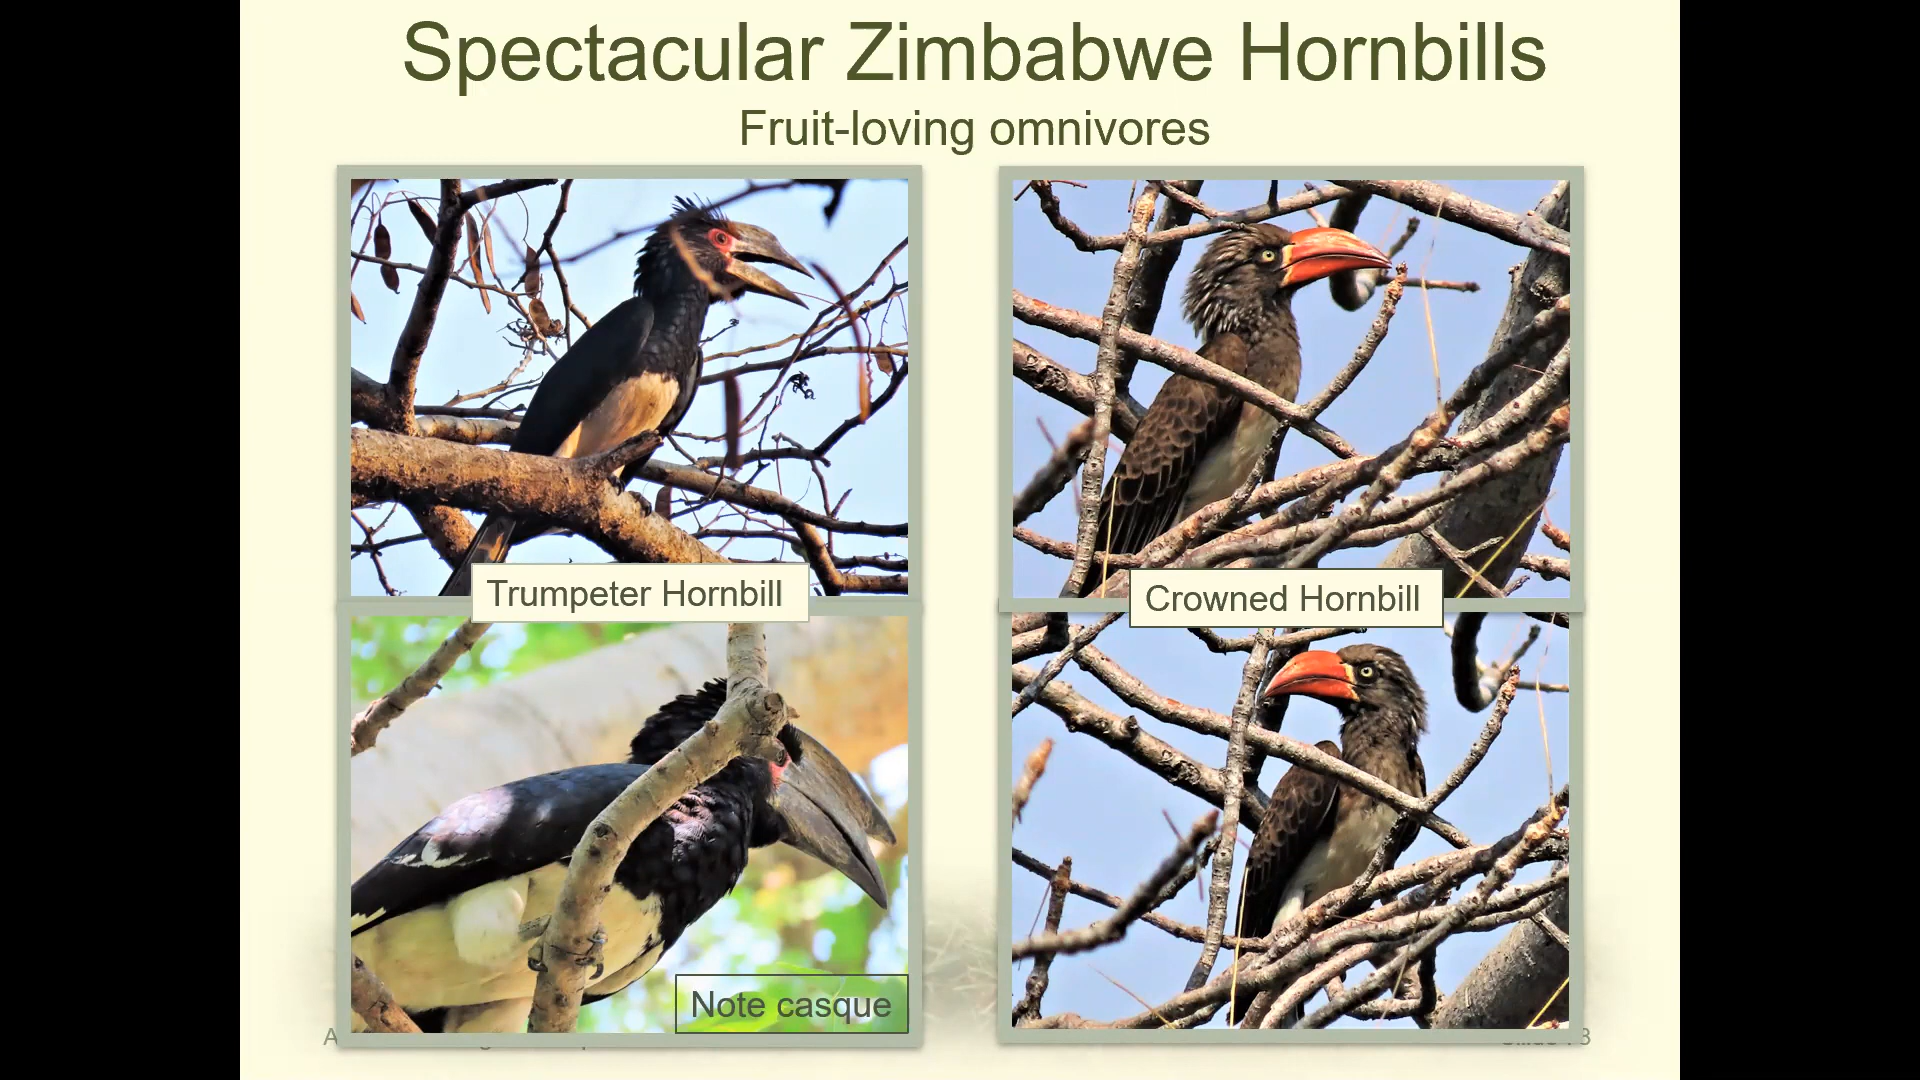 Spectacular Zimbabwe Hornbills
Fruit-loving omnivores
Trumpeter Hornbill
Crowned Hornbill
Note casque